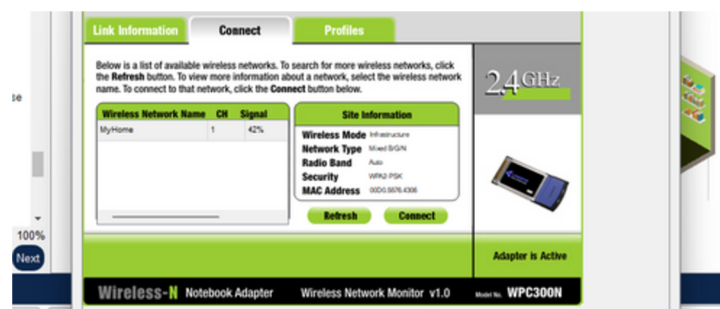 Link Information
Connect
Profiles
Below is a list of available wireless networks. To search for more wireless networks, click
the Refresh button. To view more information about a network, select the wireless network
name. To connect to that network, click the Connect button below.
2.4GHz
Wireless Network Name CH Signal
MyHome 1 42%
Site Information
Wireless Mode Infrastructure
Network Type Mixed B/G/N
Radio Band Auto
Security WPA2-PSK
MAC Address 00D0.5876.4306
Refresh
Connect
se
100%
Next
Adapter is Active
Wireless-N Notebook Adapter
Wireless Network Monitor v1.0
Model No. WPC300N